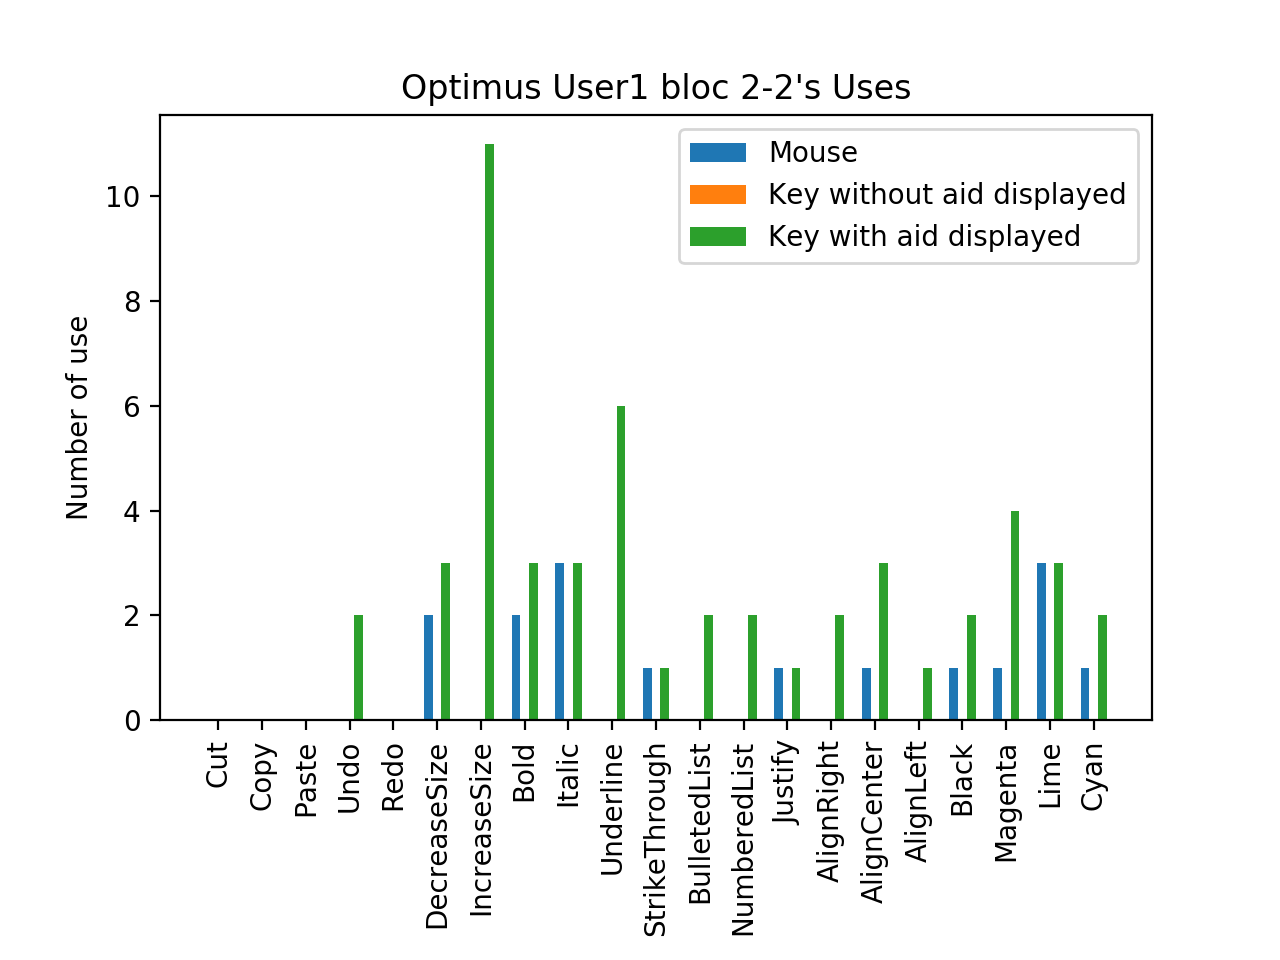 Optimus User1 bloc 2-2's Uses
Mouse
Key without aid displayed
Key with aid displayed
Number of use
10
8
6
4
2
0
Cut
Copy
Paste
Undo
Redo
DecreaseSize
IncreaseSize
Bold
Italic
Underline
StrikeThrough
BulletedList
NumberedList
Justify
AlignRight
AlignCenter
AlignLeft
Black
Magenta
Lime
Cyan